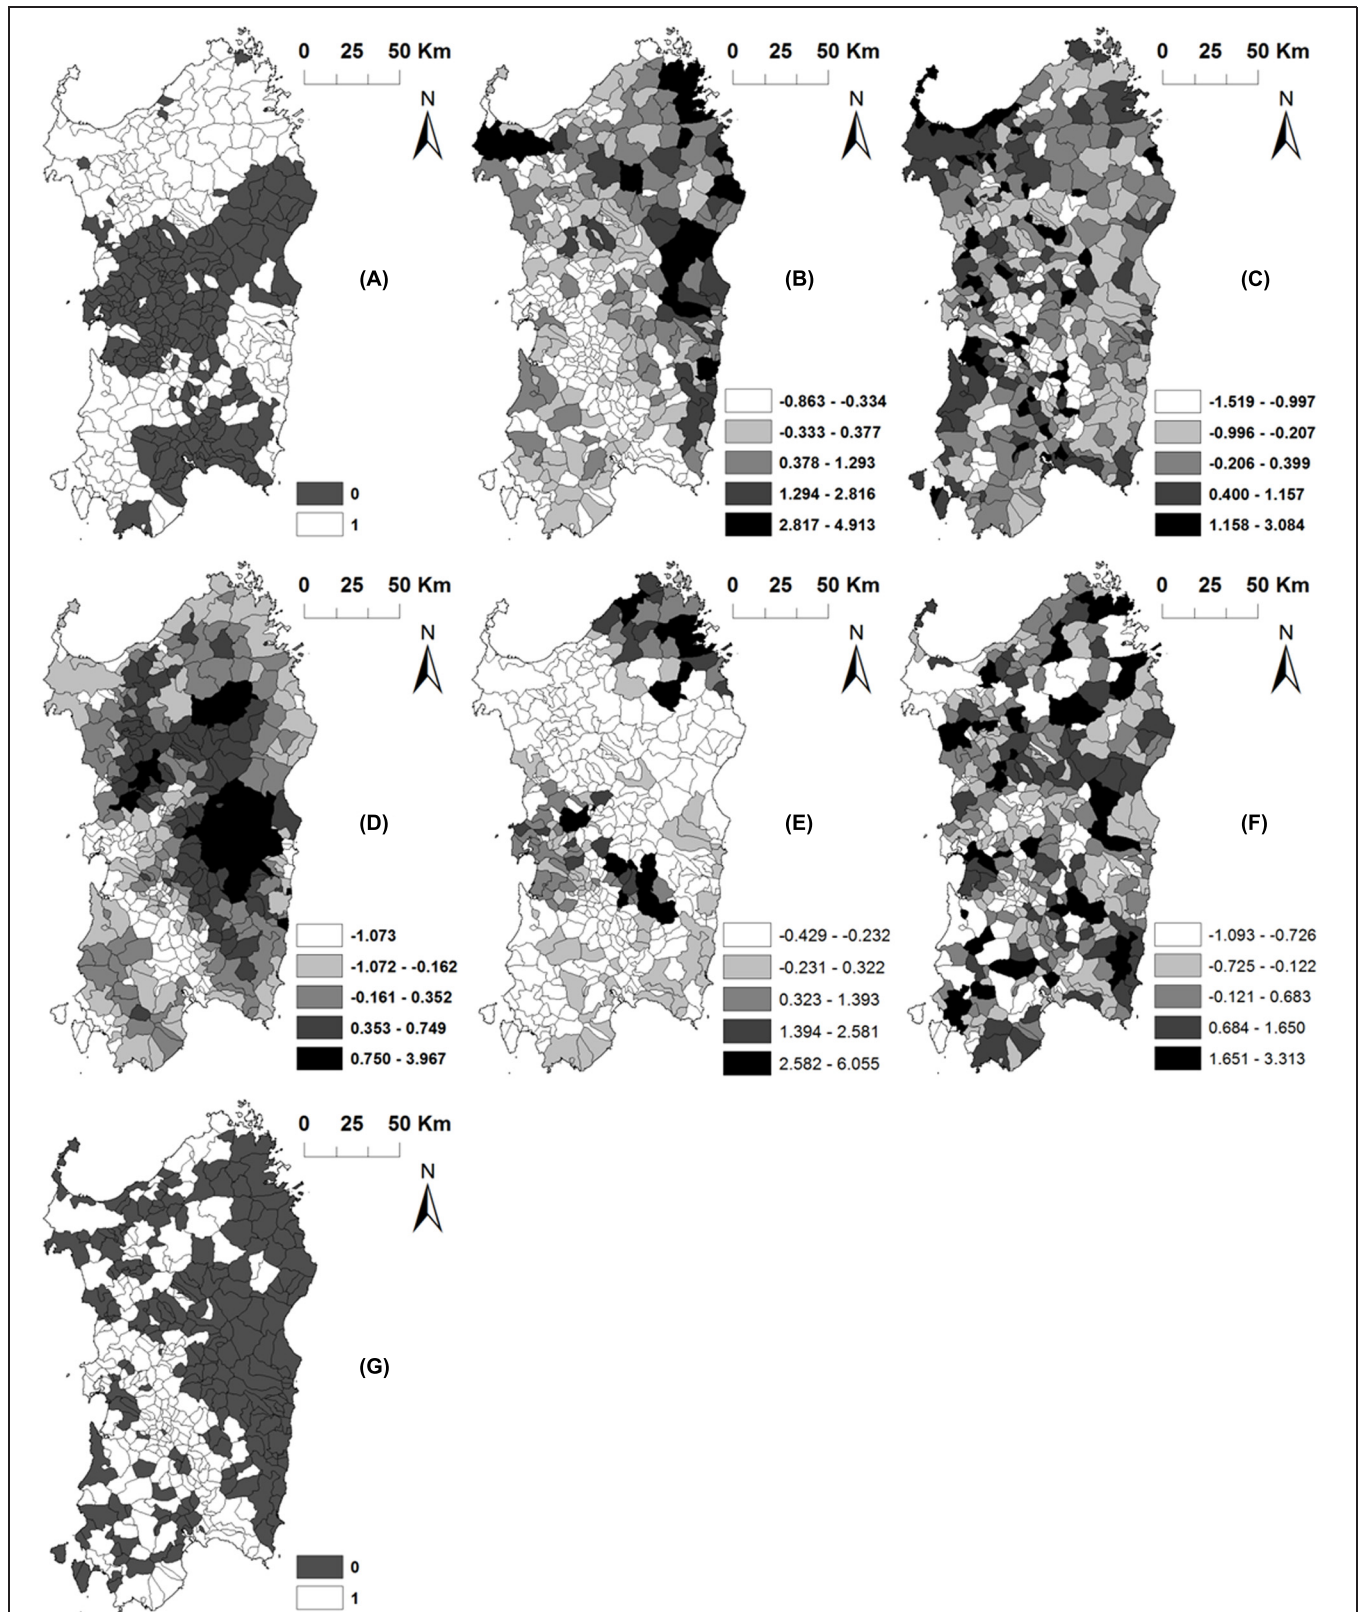 0 25 50 Km
N
(A)
0
1
0 25 50 Km
N
(B)
-0.863 - -0.334
-0.333 - 0.377
0.378 - 1.293
1.294 - 2.816
2.817 - 4.913
0 25 50 Km
N
(C)
-1.519 - -0.997
-0.996 - -0.207
-0.206 - 0.399
0.400 - 1.157
1.158 - 3.084
0 25 50 Km
N
(D)
-1.073
-1.072 - -0.162
-0.161 - 0.352
0.353 - 0.749
0.750 - 3.967
0 25 50 Km
N
(E)
-0.429 - -0.232
-0.231 - 0.322
0.323 - 1.393
1.394 - 2.581
2.582 - 6.055
0 25 50 Km
N
(F)
-1.093 - -0.726
-0.725 - -0.122
-0.121 - 0.683
0.684 - 1.650
1.651 - 3.313
0 25 50 Km
N
(G)
0
1